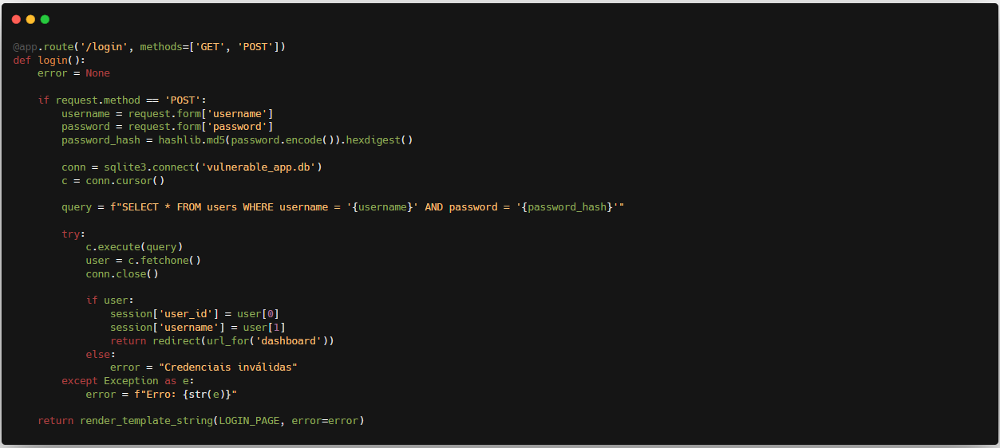 @app.route('/login', methods=['GET', 'POST'])
def login():
    error = None

    if request.method == 'POST':
        username = request.form['username']
        password = request.form['password']
        password_hash = hashlib.md5(password.encode()).hexdigest()

        conn = sqlite3.connect('vulnerable_app.db')
        c = conn.cursor()

        query = f"SELECT * FROM users WHERE username = '{username}' AND password = '{password_hash}'"

        try:
            c.execute(query)
            user = c.fetchone()
            conn.close()

            if user:
                session['user_id'] = user[0]
                session['username'] = user[1]
                return redirect(url_for('dashboard'))
            else:
                error = "Credenciais inválidas"
        except Exception as e:
            error = f"Erro: {str(e)}"

    return render_template_string(LOGIN_PAGE, error=error)